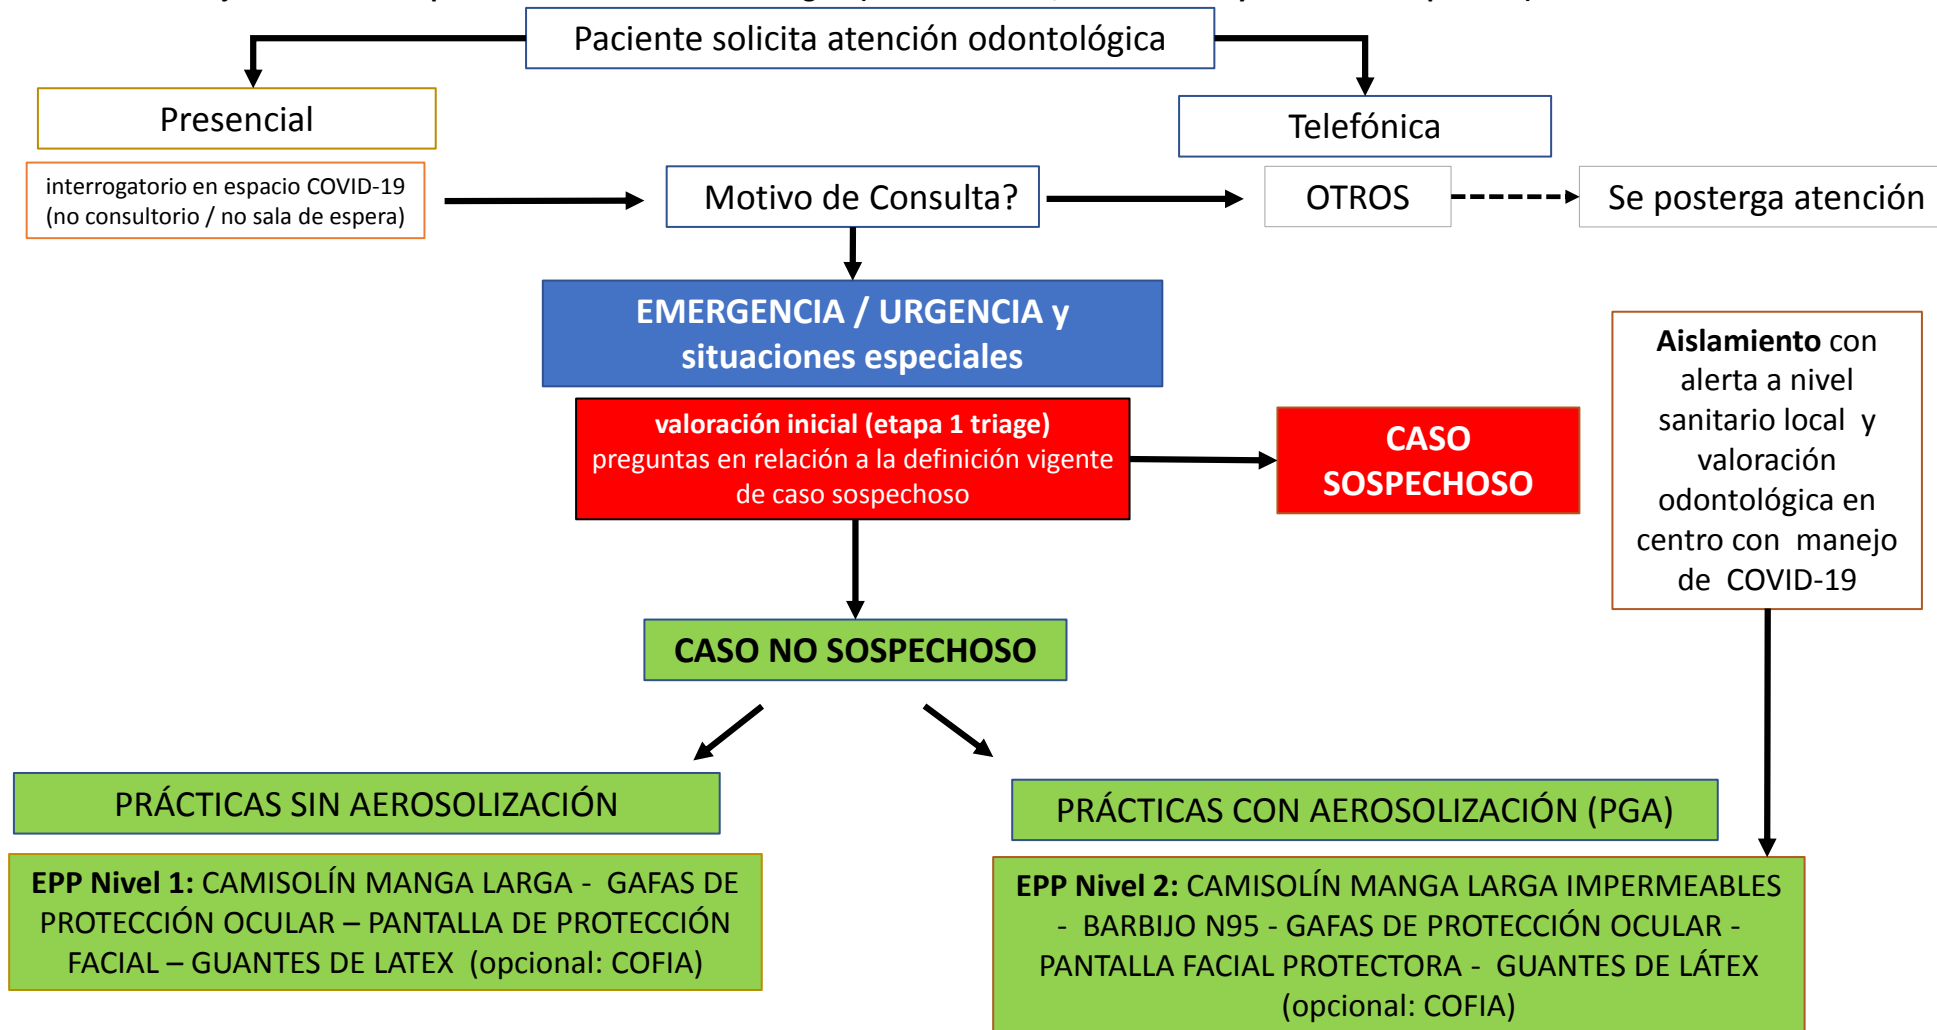 Paciente solicita atención odontológica
Presencial
Telefónica
interrogatorio en espacio COVID-19
(no consultorio / no sala de espera)
Motivo de Consulta?
OTROS
Se posterga atención
EMERGENCIA / URGENCIA y
situaciones especiales
Aislamiento con
alerta a nivel
sanitario local y
valoración
odontológica en
centro con manejo
de COVID-19
valoración inicial (etapa 1 triage)
preguntas en relación a la definición vigente
de caso sospechoso
CASO
SOSPECHOSO
CASO NO SOSPECHOSO
PRÁCTICAS SIN AEROSOLIZACIÓN
PRÁCTICAS CON AEROSOLIZACIÓN (PGA)
EPP Nivel 1: CAMISOLÍN MANGA LARGA - GAFAS DE
PROTECCIÓN OCULAR – PANTALLA DE PROTECCIÓN
FACIAL – GUANTES DE LATEX (opcional: COFIA)
EPP Nivel 2: CAMISOLÍN MANGA LARGA IMPERMEABLES
- BARBIJO N95 - GAFAS DE PROTECCIÓN OCULAR -
PANTALLA FACIAL PROTECTORA - GUANTES DE LÁTEX
(opcional: COFIA)